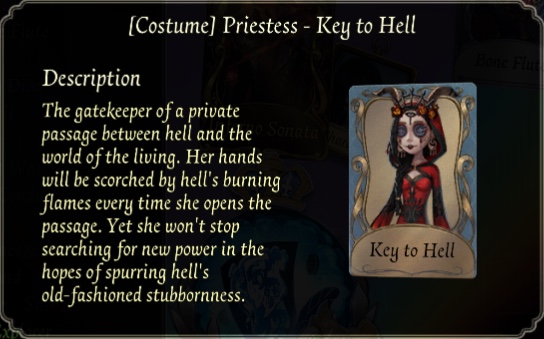 [Costume] Priestess - Key to Hell
Description
The gatekeeper of a private
passage between hell and the
world of the living. Her hands
will be scorched by hell's burning
flames every time she opens the
passage. Yet she won't stop
searching for new power in the
hopes of spurring hell's
old-fashioned stubbornness.
Key to Hell